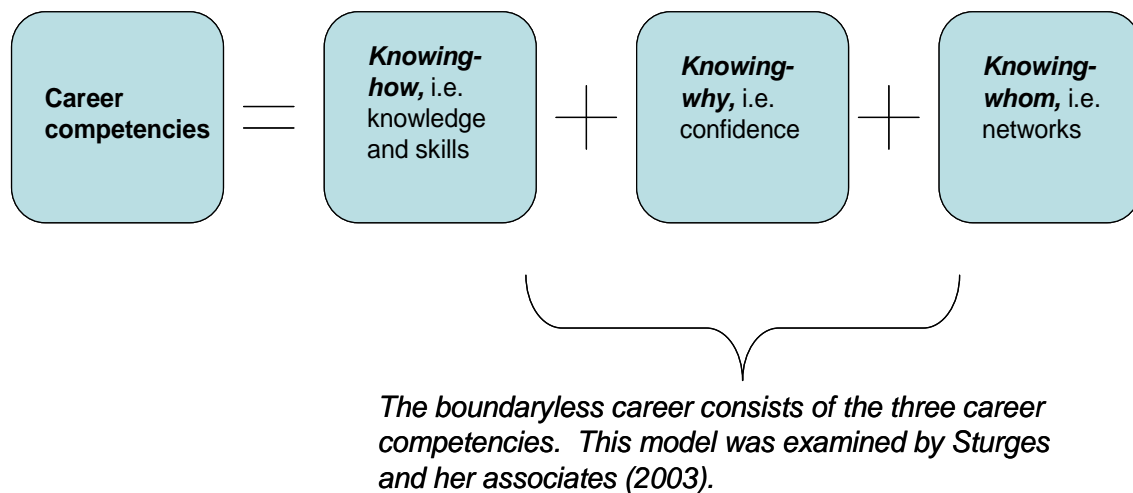 Career
competencies
Knowing-
how, i.e.
knowledge
and skills
Knowing-
why, i.e.
confidence
Knowing-
whom, i.e.
networks
The boundaryless career consists of the three career
competencies. This model was examined by Sturges
and her associates (2003).